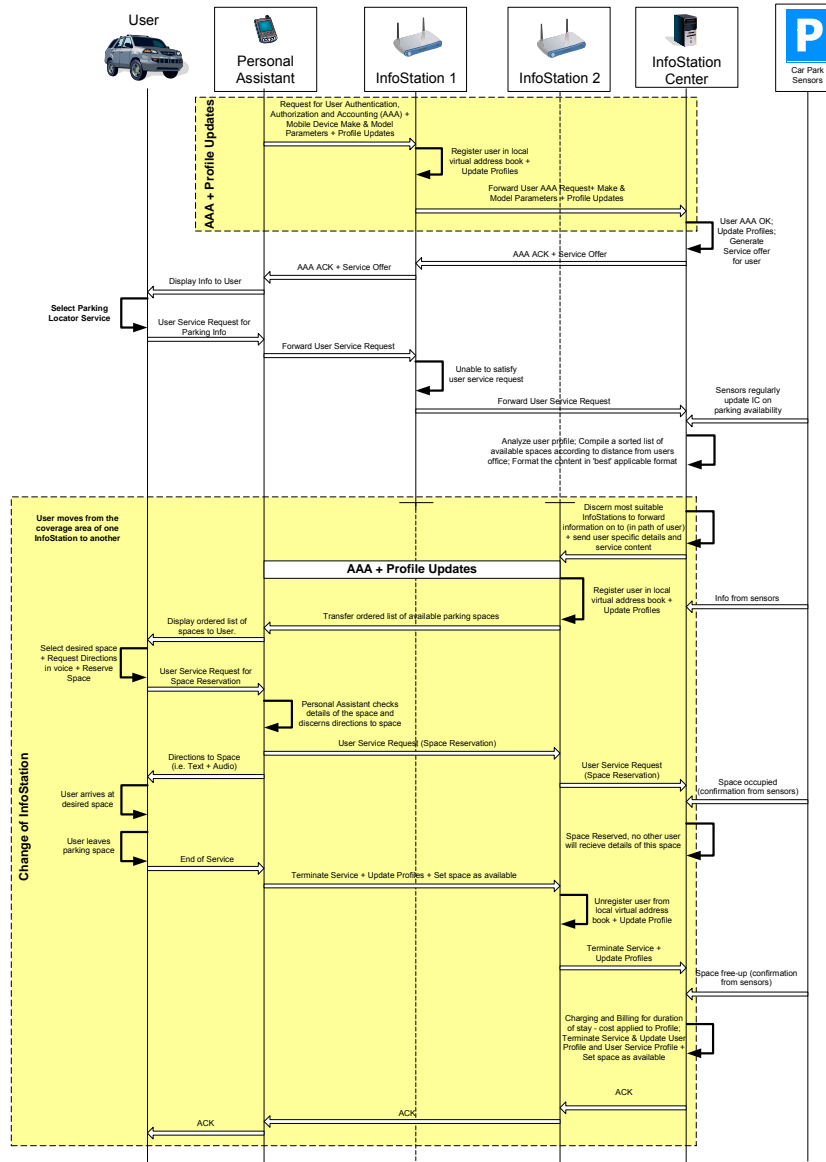 User
Personal
Assistant
InfoStation 1
InfoStation 2
InfoStation
Center
P
Car Park
Sensors
AAA + Profile Updates
Request for User Authentication,
Authorization and Accounting (AAA) +
Mobile Device Make & Model
Parameters + Profile Updates
Register user in local
virtual address book +
Update Profiles
Forward User AAA Request+ Make &
Model Parameters + Profile Updates
User AAA OK;
Update Profiles;
Generate
Service offer
for user
AAA ACK + Service Offer
AAA ACK + Service Offer
Display Info to User
Select Parking
Locator Service
User Service Request for
Parking Info
Forward User Service Request
Unable to satisfy
user service request
Forward User Service Request
Sensors regularly
update IC on
parking availability
Analyze user profile; Compile a sorted list of
available spaces according to distance from users
office; Format the content in 'best' applicable format
Change of InfoStation
User moves from the
coverage area of one
InfoStation to another
Discern most suitable
InfoStations to forward
information on to (in path of user)
+ send user specific details and
service content
AAA + Profile Updates
Register user in local
virtual address book +
Update Profiles
Info from sensors
Transfer ordered list of available parking spaces
Display ordered list of
spaces to User.
Select desired space
+ Request Directions
in voice + Reserve
Space
User Service Request for
Space Reservation
Personal Assistant checks
details of the space and
discerns directions to space
User Service Request (Space Reservation)
Directions to Space
(i.e. Text + Audio)
User Service Request
(Space Reservation)
Space occupied
(confirmation from sensors)
User arrives at
desired space
Space Reserved, no other user
will recieve details of this space
User leaves
parking space
End of Service
Terminate Service + Update Profiles + Set space as available
Unregister user from
local virtual address
book + Update Profile
Terminate Service +
Update Profiles
Space free-up (confirmation
from sensors)
Charging and Billing for duration
of stay - cost applied to Profile;
Terminate Service & Update User
Profile and User Service Profile +
Set space as available
ACK
ACK
ACK